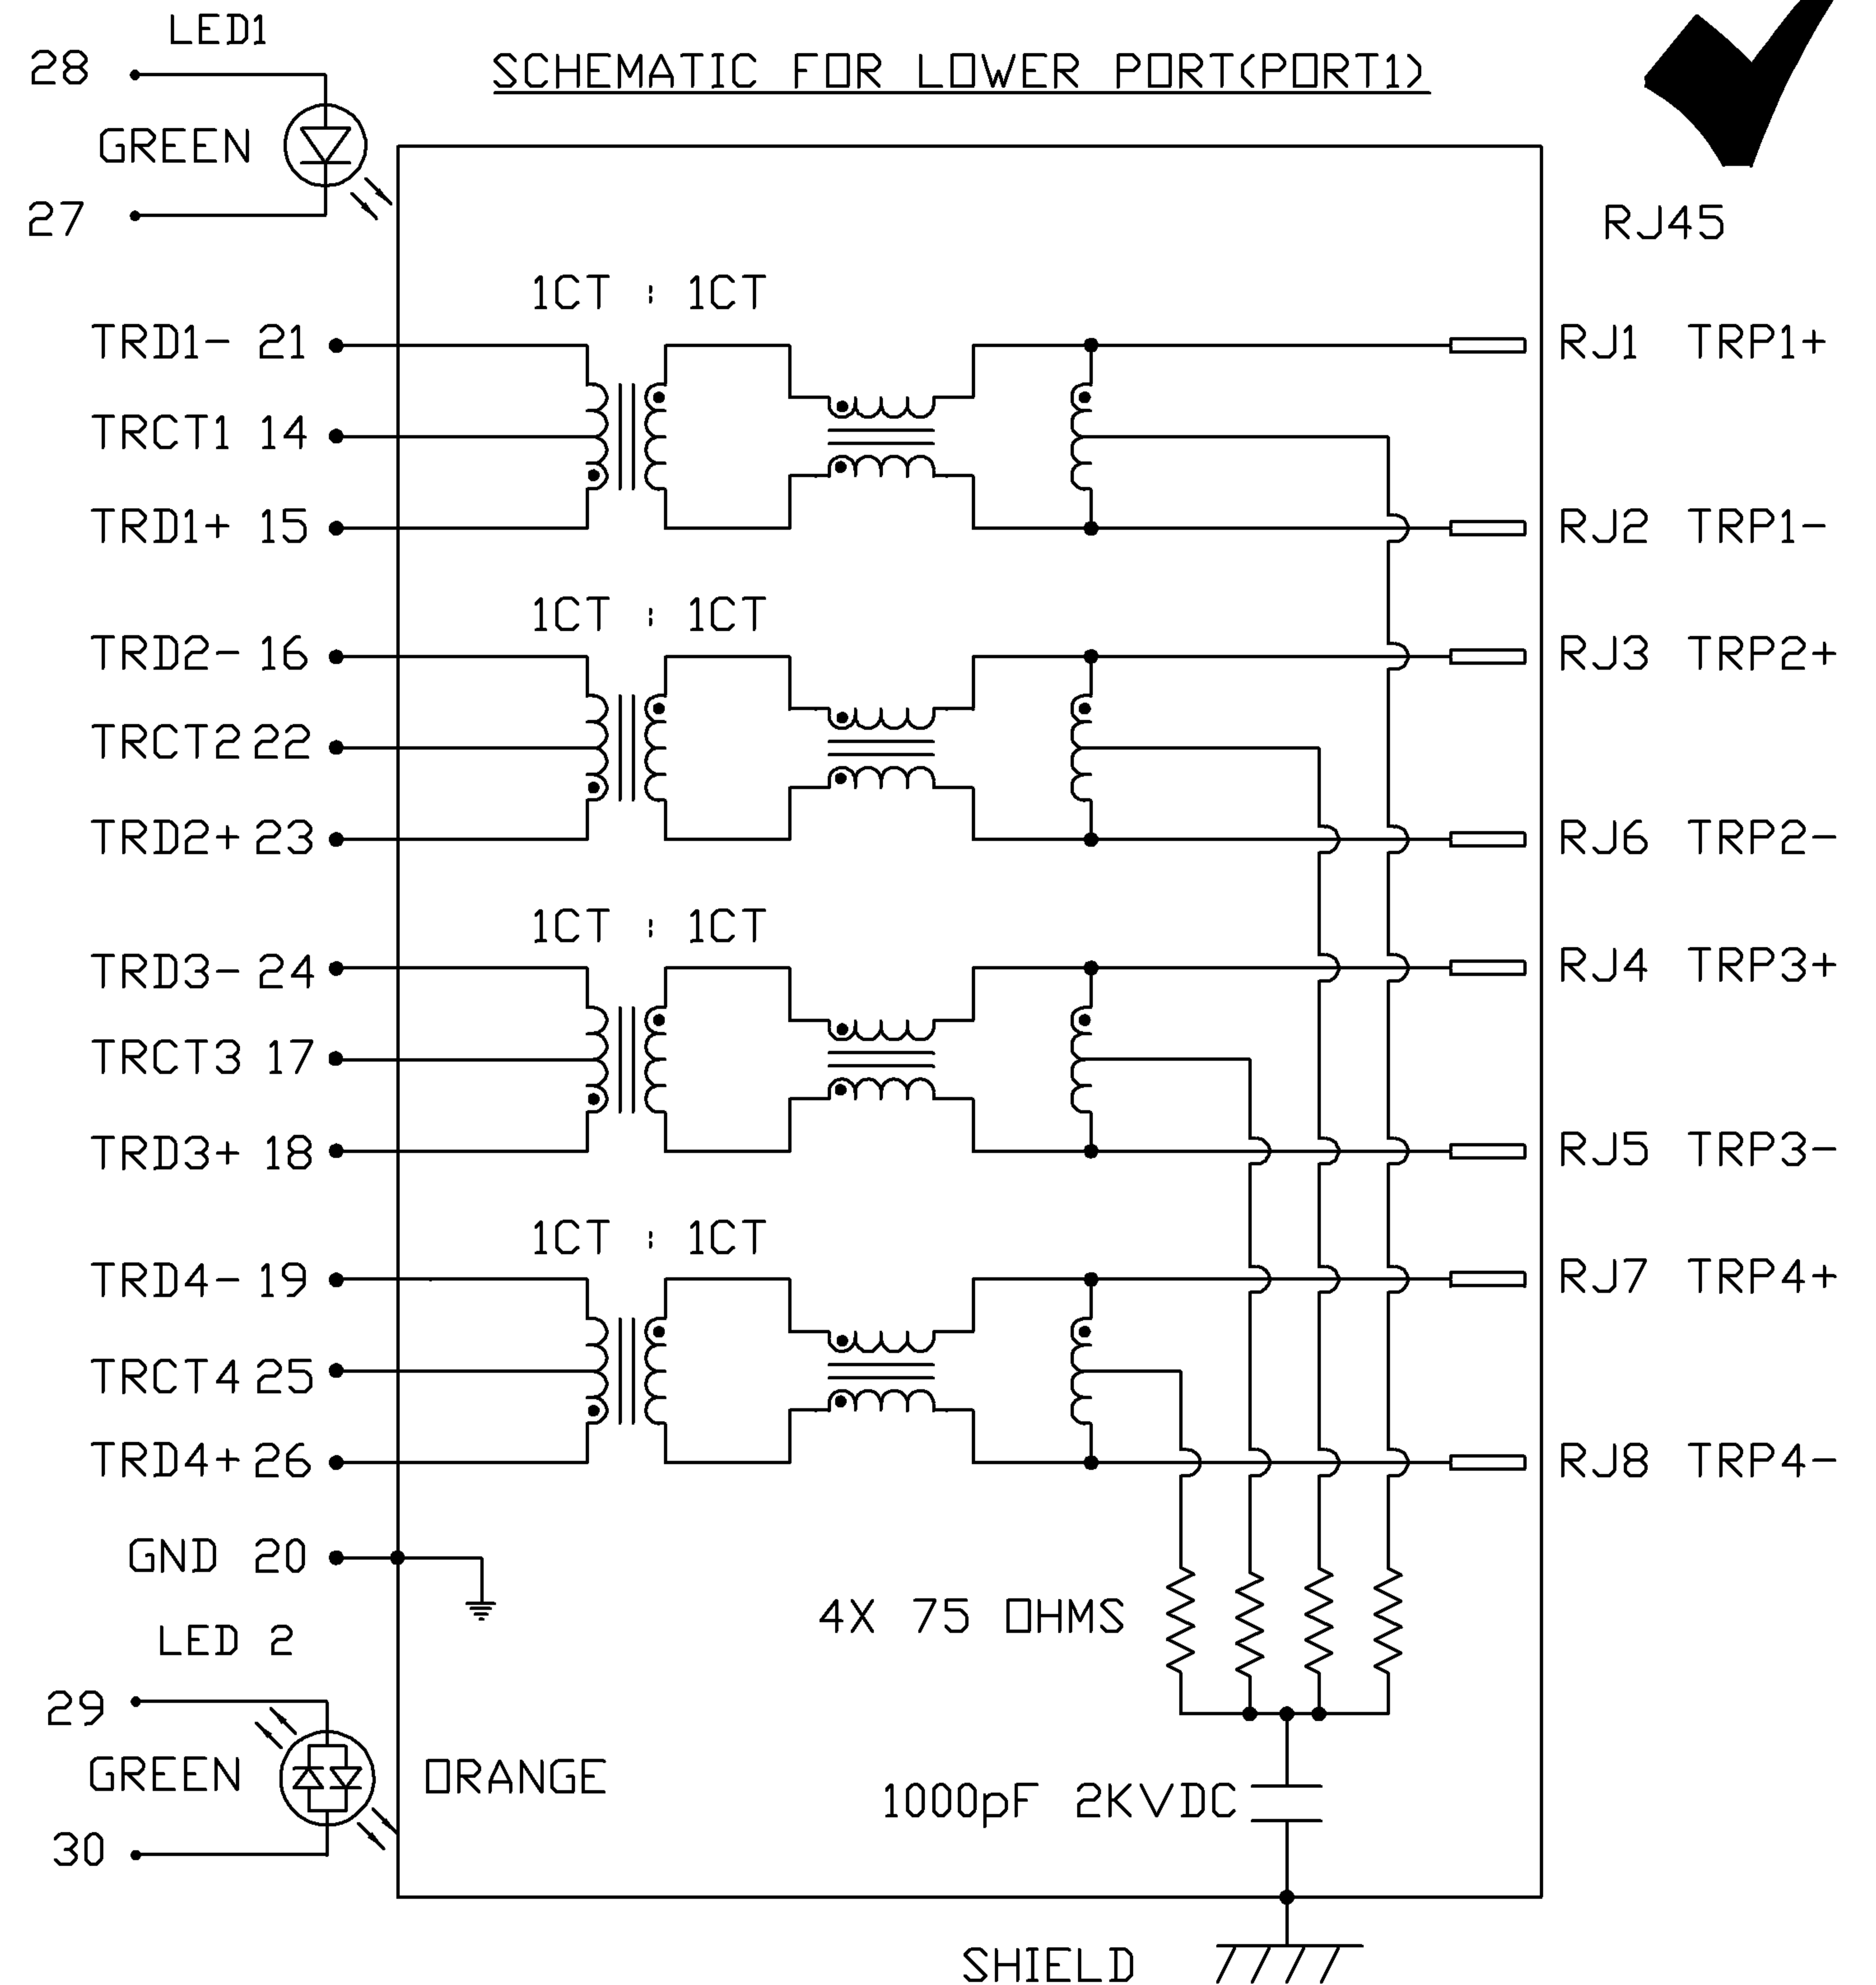 LED1
28
SCHEMATIC FOR LOWER PORT(PORT1)
GREEN
27
RJ45
1CT : 1CT
TRD1- 21
RJ1 TRP1+
TRCT1 14
TRD1+ 15
RJ2 TRP1-
1CT : 1CT
TRD2- 16
RJ3 TRP2+
TRCT2 22
TRD2+ 23
RJ6 TRP2-
1CT : 1CT
TRD3- 24
RJ4 TRP3+
TRCT3 17
TRD3+ 18
RJ5 TRP3-
1CT : 1CT
TRD4- 19
RJ7 TRP4+
TRCT4 25
TRD4+ 26
RJ8 TRP4-
GND 20
4X 75 OHMS
LED 2
29
GREEN
ORANGE
1000pF 2KVDC
30
SHIELD